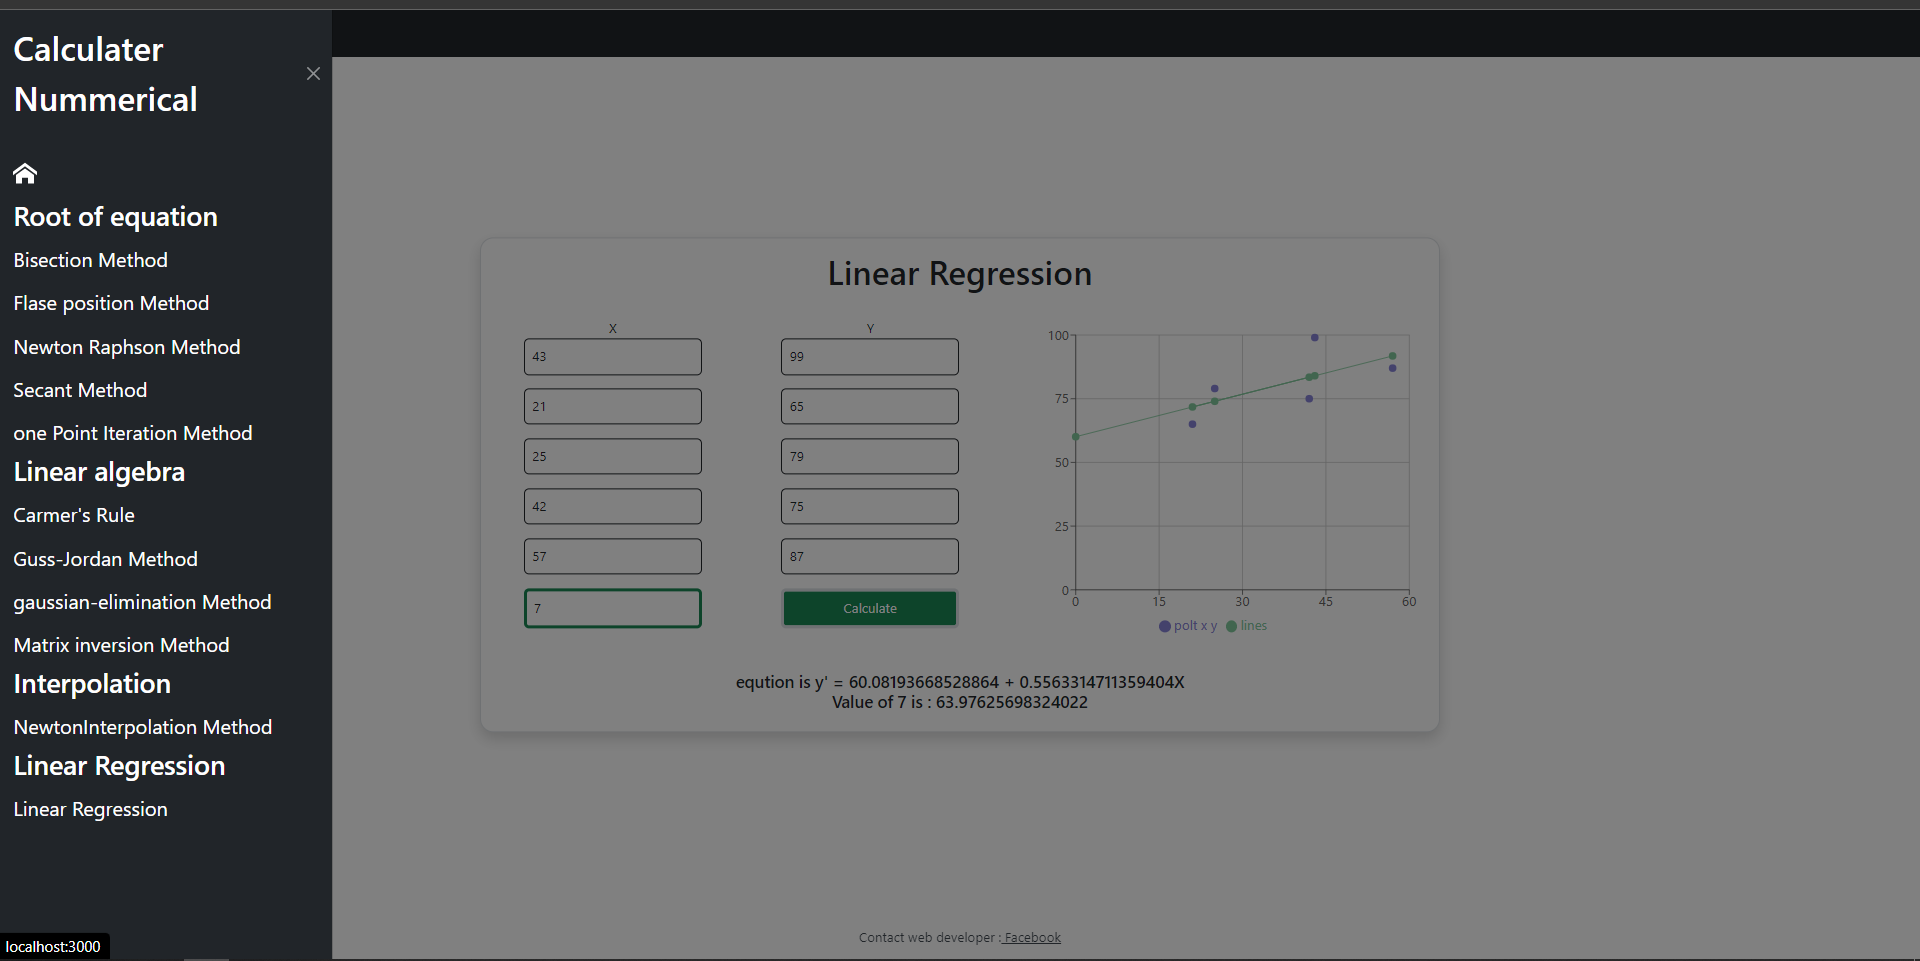 Calculater
Nummerical
Root of equation
Bisection Method
Flase position Method
Newton Raphson Method
Secant Method
one Point Iteration Method
Linear algebra
Carmer's Rule
Guss-Jordan Method
gaussian-elimination Method
Matrix inversion Method
Interpolation
NewtonInterpolation Method
Linear Regression
Linear Regression
localhost:3000
Linear Regression
X Y
43 99
21 65
25 79
42 75
57 87
7 Calculate
100
75
50
25
0
0 15 30 45 60
polt x y lines
eqution is y' = 60.08193668528864 + 0.5563314711359404X
Value of 7 is : 63.97625698324022
Contact web developer : Facebook